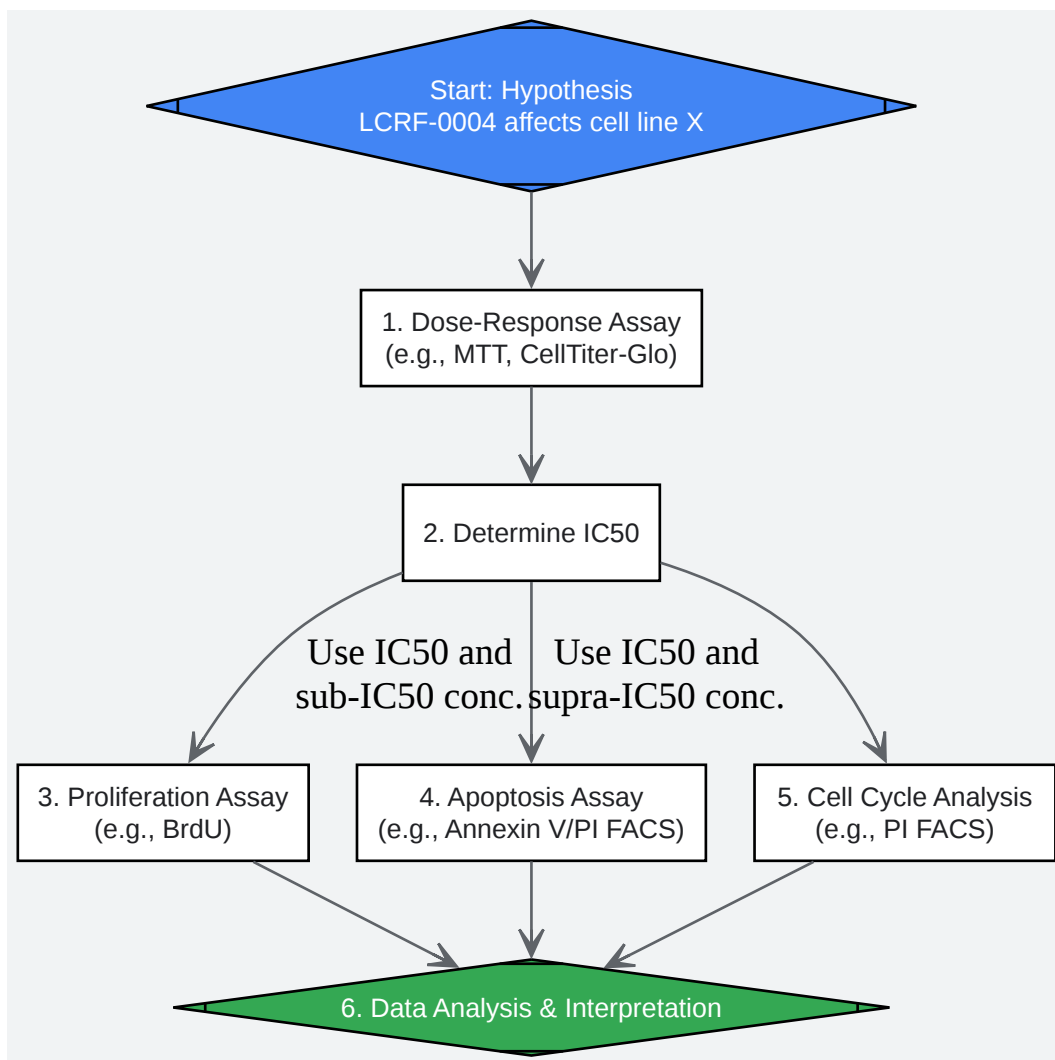 Start: Hypothesis
LCRF-0004 affects cell line X
1. Dose-Response Assay
(e.g., MTT, CellTiter-Glo)
2. Determine IC50
Use IC50 and
sub-IC50 conc.
Use IC50 and
supra-IC50 conc.
3. Proliferation Assay
(e.g., BrdU)
4. Apoptosis Assay
(e.g., Annexin V/PI FACS)
5. Cell Cycle Analysis
(e.g., PI FACS)
6. Data Analysis & Interpretation